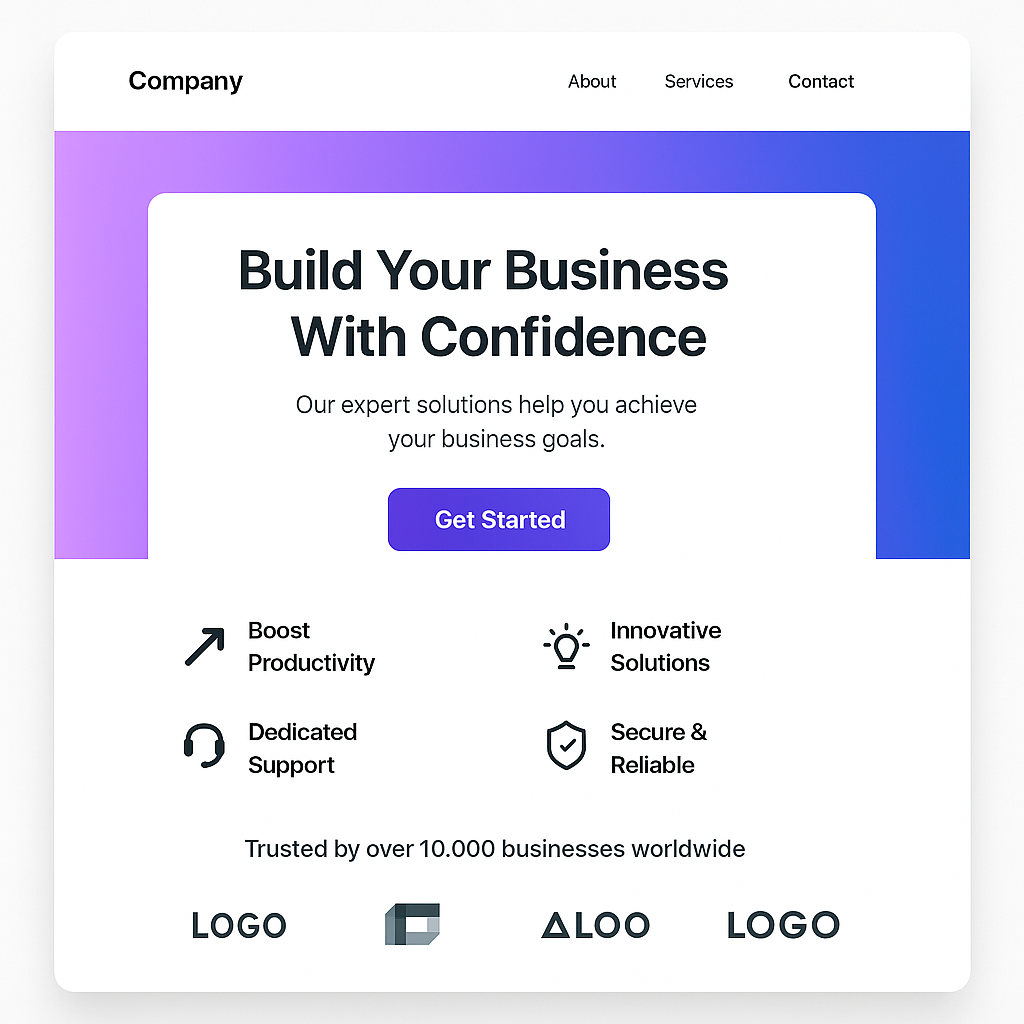 Company
About Services Contact
Build Your Business
With Confidence
Our expert solutions help you achieve
your business goals.
Get Started
Boost
Productivity
Innovative
Solutions
Dedicated
Support
Secure &
Reliable
Trusted by over 10.000 businesses worldwide
LOGO ΔLOO LOGO